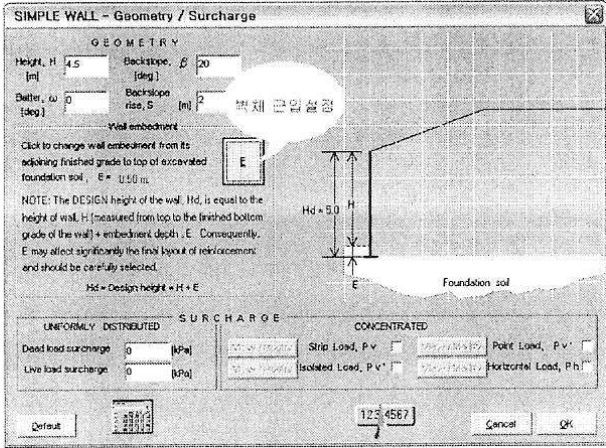 SIMPLE WALL - Geometry / Surcharge
GEOMETRY
Height, H [m] 4.5 Backslope, β [deg.] 20
Batter, ω [deg.] 0 Backslope rise, S [m] 2
벽체 근입설정
Wall embedment
Click to change wall embedment from its
adjoining finished grade to top of excavated
foundation soil, E = 0.50 m
E
NOTE: The DESIGN height of the wall, Hd, is equal to the
height of wall, H (measured from top to the finished bottom
grade of the wall) + embedment depth, E. Consequently,
E may affect significantly the final layout of reinforcement
and should be carefully selected.
Hd = Design height = H + E
Hd = 5.0 H
E
Foundation soil
SURCHARGE
UNIFORMLY DISTRIBUTED
Dead load surcharge 0 [kPa]
Live load surcharge 0 [kPa]
CONCENTRATED
Strip Load, P v Point Load, P v'
Isolated Load, P v" Horizontal Load, P h
Default
123.4567
Cancel OK